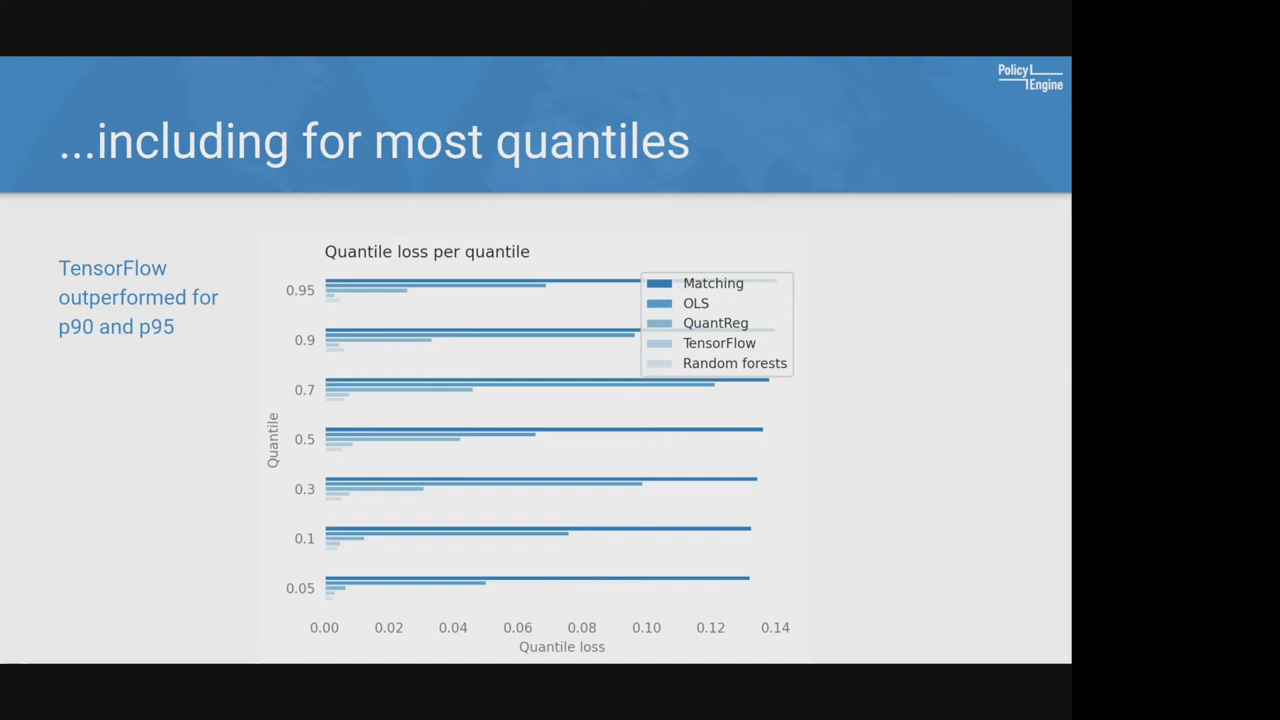 Policy
Engine
...including for most quantiles
TensorFlow
outperformed for
p90 and p95
Quantile loss per quantile
Matching
OLS
QuantReg
TensorFlow
Random forests
0.95
0.9
0.7
0.5
0.3
0.1
0.05
Quantile
0.00 0.02 0.04 0.06 0.08 0.10 0.12 0.14
Quantile loss